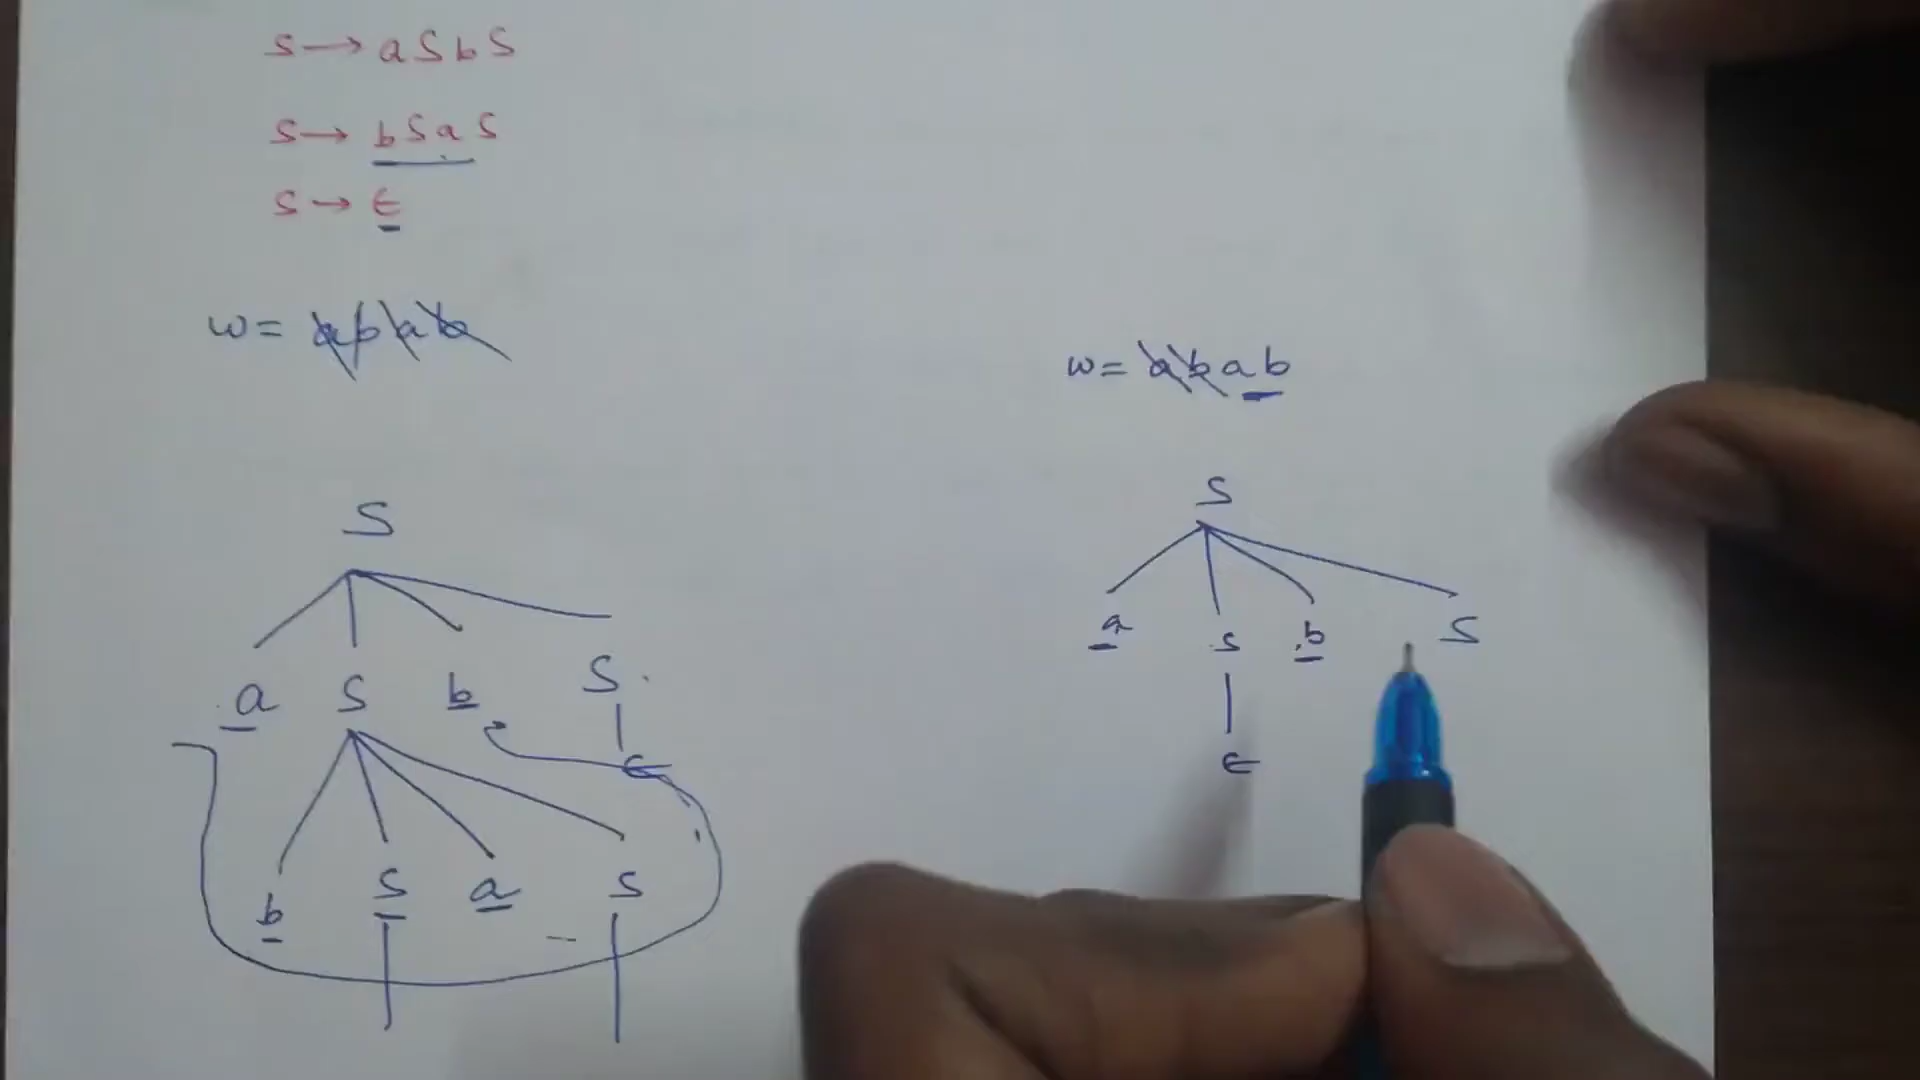 S → aSbS
S → bSaS
S → ϵ
w = abab
S
a S b S
ϵ
b S a S
w = abab
S
a S b S
ϵ